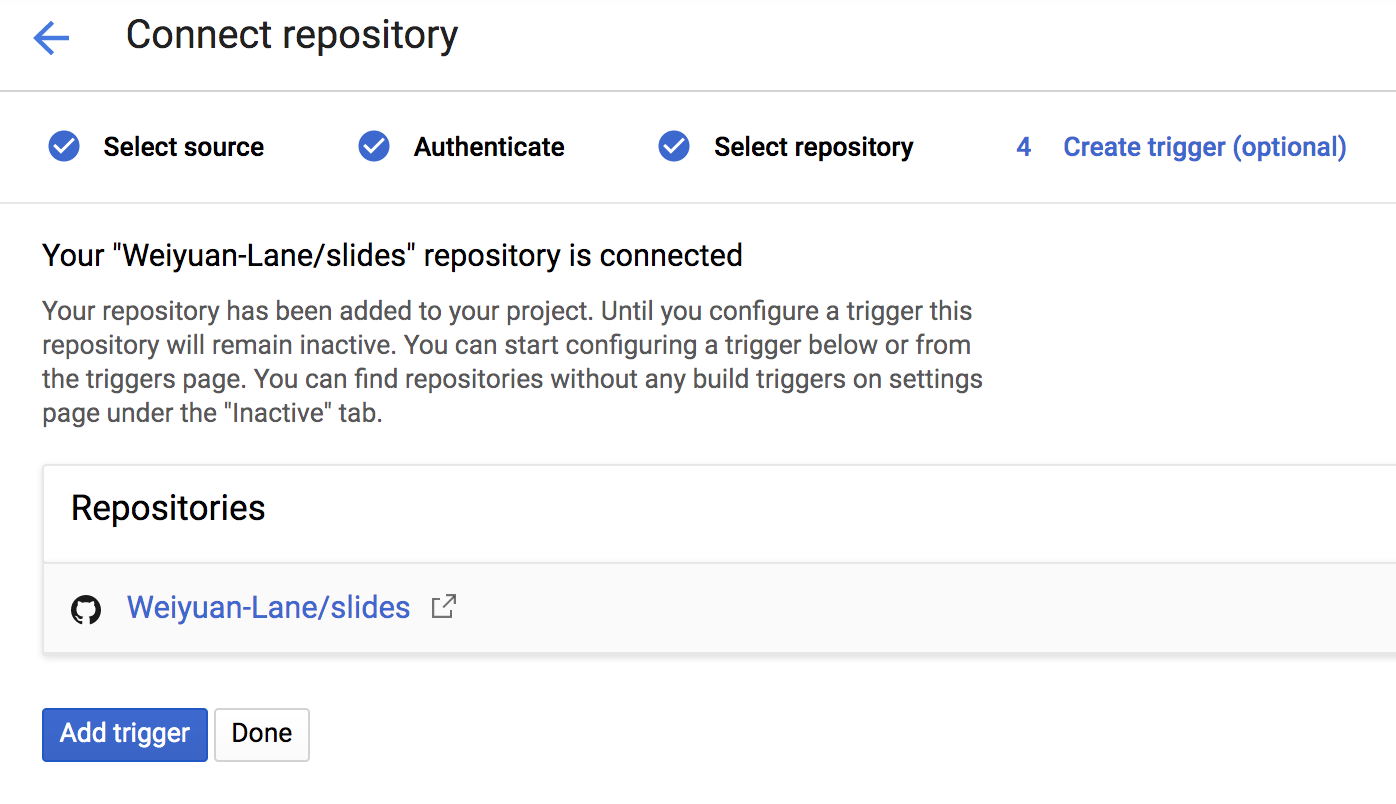 Connect repository
Select source
Authenticate
Select repository
4 Create trigger (optional)
Your "Weiyuan-Lane/slides" repository is connected
Your repository has been added to your project. Until you configure a trigger this
repository will remain inactive. You can start configuring a trigger below or from
the triggers page. You can find repositories without any build triggers on settings
page under the "Inactive" tab.
Repositories
Weiyuan-Lane/slides
Add trigger
Done